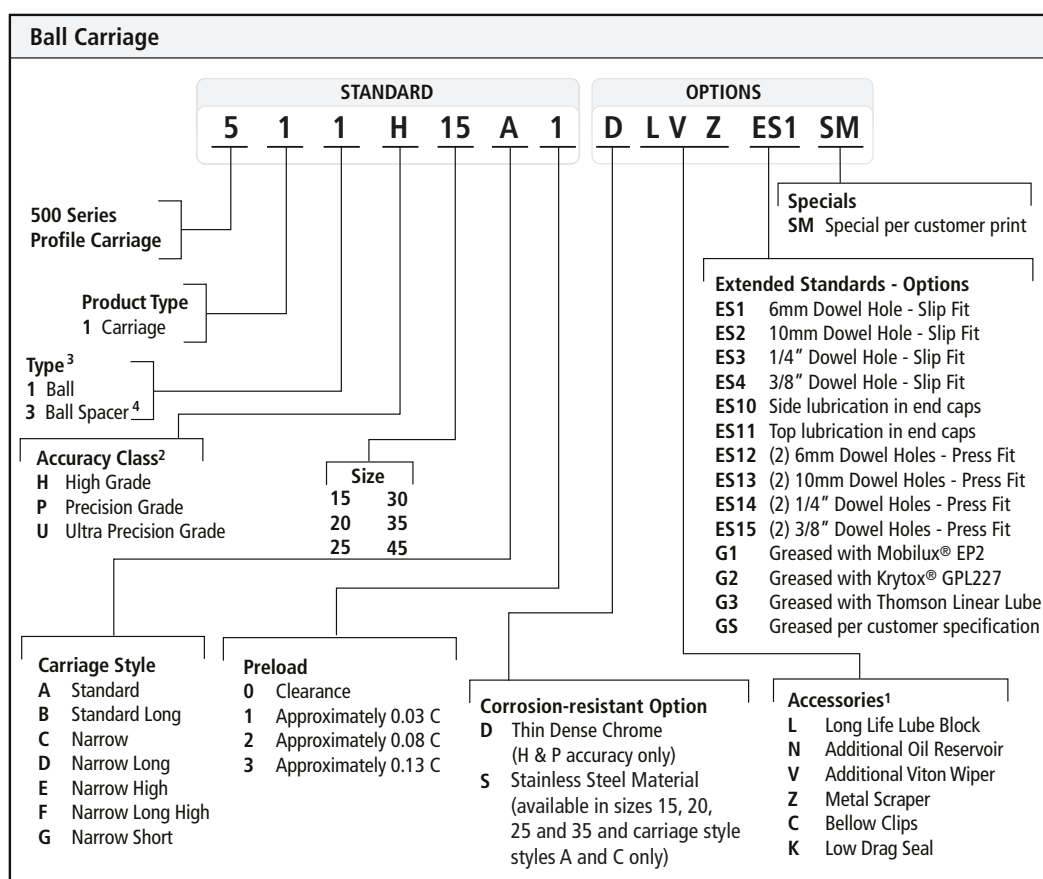 Ball Carriage
STANDARD
OPTIONS
5 1 1 H 15 A 1 D L V Z ES1 SM
500 Series
Profile Carriage
Product Type
1 Carriage
Type3
1 Ball
3 Ball Spacer4
Accuracy Class2
H High Grade
P Precision Grade
U Ultra Precision Grade
Size
15 30
20 35
25 45
Specials
SM Special per customer print
Extended Standards - Options
ES1 6mm Dowel Hole - Slip Fit
ES2 10mm Dowel Hole - Slip Fit
ES3 1/4" Dowel Hole - Slip Fit
ES4 3/8" Dowel Hole - Slip Fit
ES10 Side lubrication in end caps
ES11 Top lubrication in end caps
ES12 (2) 6mm Dowel Holes - Press Fit
ES13 (2) 10mm Dowel Holes - Press Fit
ES14 (2) 1/4" Dowel Holes - Press Fit
ES15 (2) 3/8" Dowel Holes - Press Fit
G1 Greased with Mobilux® EP2
G2 Greased with Krytox® GPL227
G3 Greased with Thomson Linear Lube
GS Greased per customer specification
Carriage Style
A Standard
B Standard Long
C Narrow
D Narrow Long
E Narrow High
F Narrow Long High
G Narrow Short
Preload
0 Clearance
1 Approximately 0.03 C
2 Approximately 0.08 C
3 Approximately 0.13 C
Corrosion-resistant Option
D Thin Dense Chrome
(H & P accuracy only)
S Stainless Steel Material
(available in sizes 15, 20,
25 and 35 and carriage style
styles A and C only)
Accessories1
L Long Life Lube Block
N Additional Oil Reservoir
V Additional Viton Wiper
Z Metal Scraper
C Bellow Clips
K Low Drag Seal